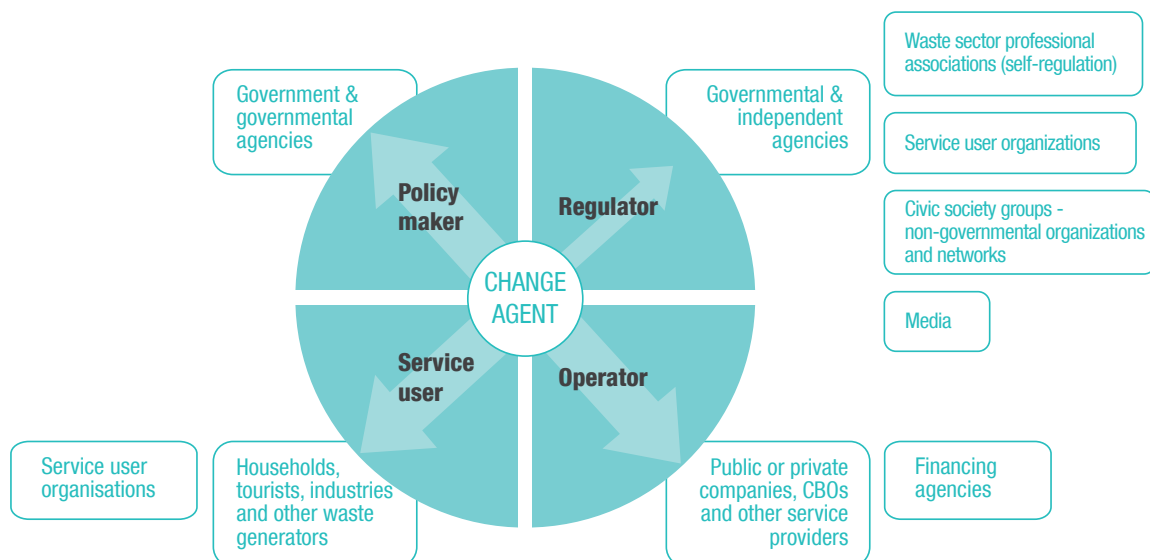 Government &
governmental
agencies
Policy
maker
Regulator
Governmental &
independent
agencies
Waste sector professional
associations (self-regulation)
Service user organizations
Civic society groups -
non-governmental organizations
and networks
Media
CHANGE
AGENT
Service
user
Operator
Service user
organisations
Households,
tourists, industries
and other waste
generators
Public or private
companies, CBOs
and other service
providers
Financing
agencies